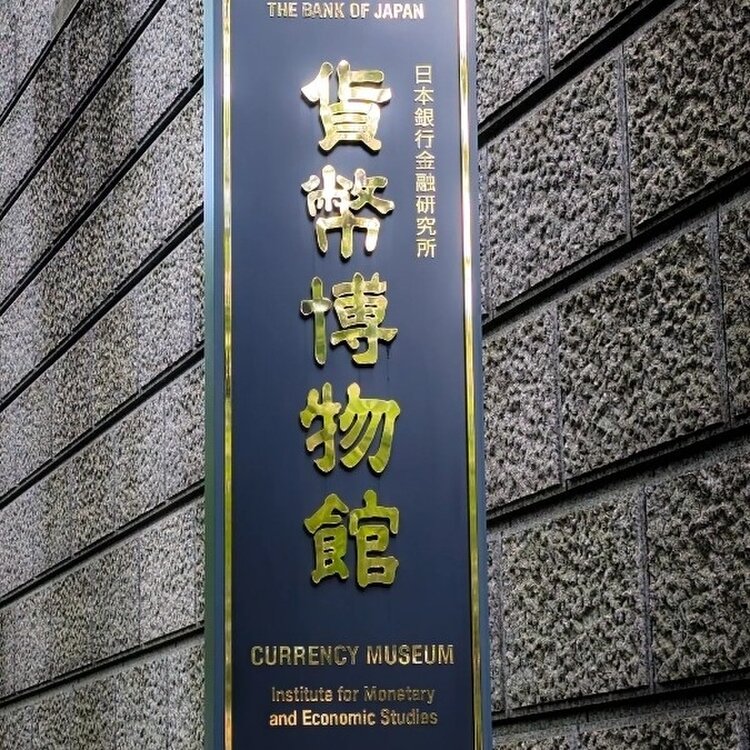 THE BANK OF JAPAN
日本銀行金融研究所
貨幣博物館
CURRENCY MUSEUM
Institute for Monetary
and Economic Studies